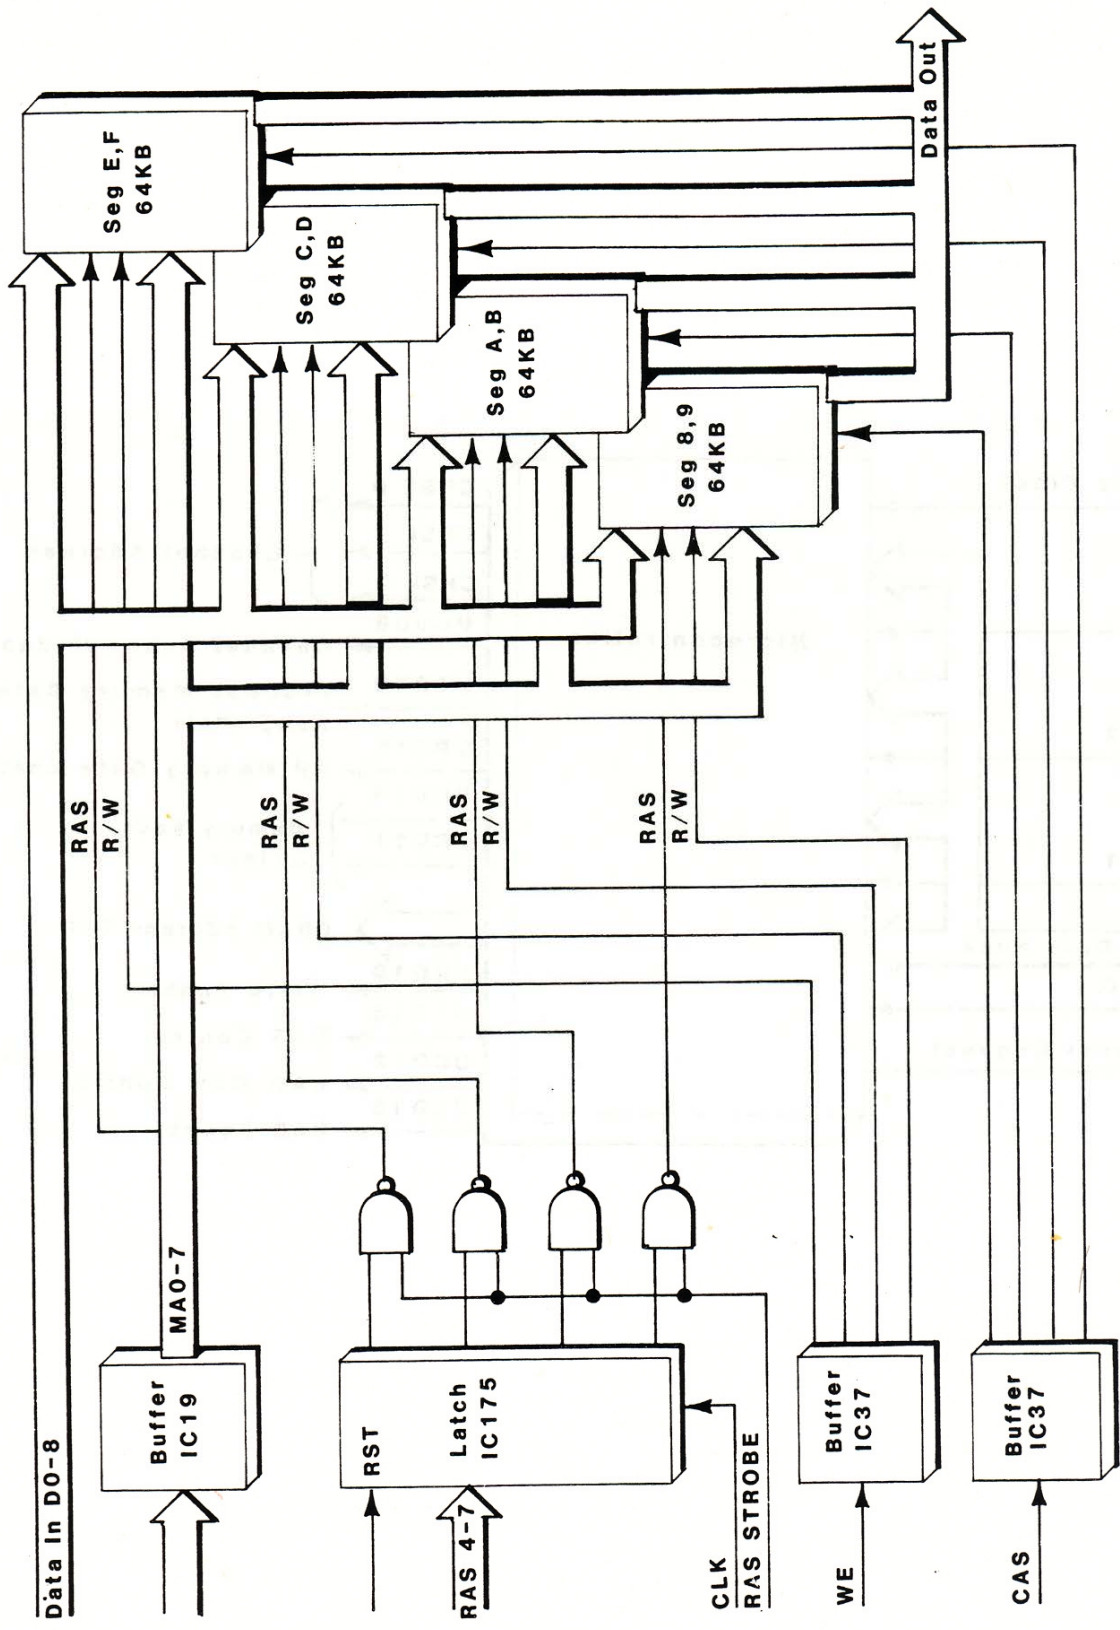 Data In D0-8
Buffer
IC19
MA0-7
RST
Latch
IC175
RAS 4-7
CLK
RAS STROBE
WE
Buffer
IC37
CAS
Buffer
IC37
RAS
R/W
RAS
R/W
RAS
R/W
RAS
R/W
Seg E,F
64KB
Seg C,D
64KB
Seg A,B
64KB
Seg 8,9
64KB
Data Out